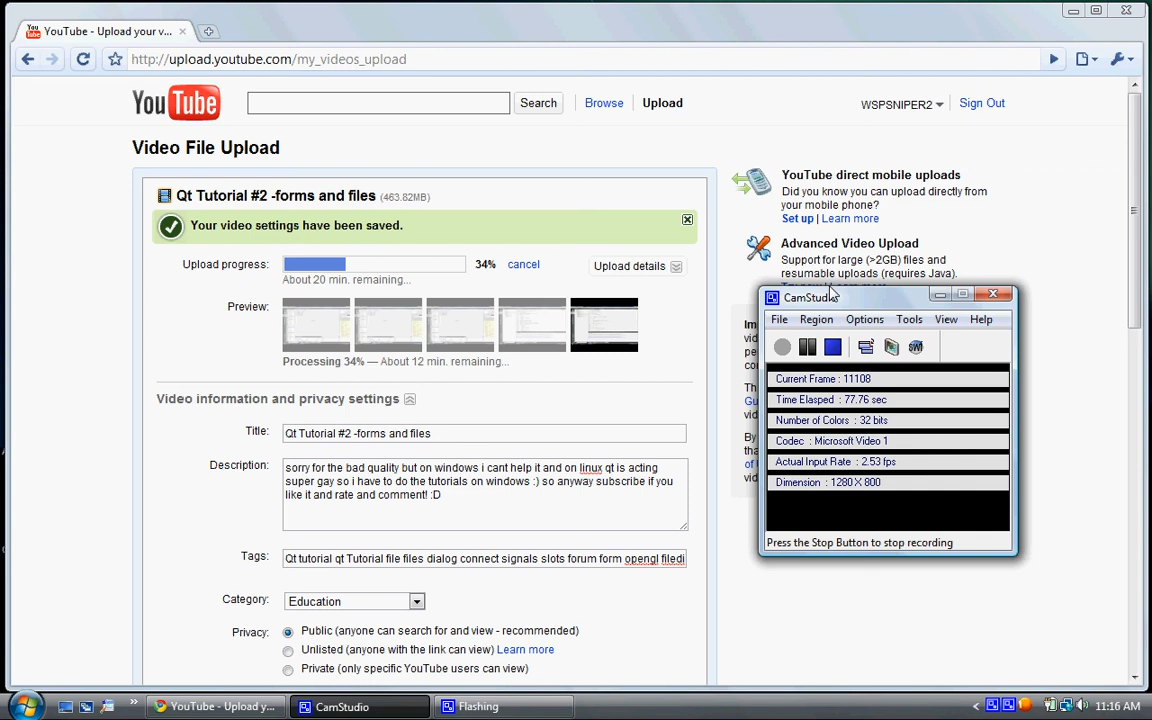 YouTube - Upload your v...
http://upload.youtube.com/my_videos_upload
You Tube
Search
Browse
Upload
WSPSNIPER2
Sign Out
Video File Upload
Qt Tutorial #2 -forms and files (463.82MB)
Your video settings have been saved.
Upload progress:
34%
cancel
Upload details
About 20 min. remaining...
Preview:
Processing 34% — About 12 min. remaining...
Video information and privacy settings
Title:
Qt Tutorial #2 -forms and files
Description:
sorry for the bad quality but on windows i cant help it and on linux qt is acting
super gay so i have to do the tutorials on windows :) so anyway subscribe if you
like it and rate and comment! :D
Tags:
Qt tutorial qt Tutorial file files dialog connect signals slots forum form opengl filedi
Category:
Education
Privacy:
Public (anyone can search for and view - recommended)
Unlisted (anyone with the link can view) Learn more
Private (only specific YouTube users can view)
YouTube direct mobile uploads
Did you know you can upload directly from
your mobile phone?
Set up | Learn more
Advanced Video Upload
Support for large (>2GB) files and
resumable uploads (requires Java).
CamStudio
File Region Options Tools View Help
Current Frame : 11108
Time Elasped : 77.76 sec
Number of Colors : 32 bits
Codec : Microsoft Video 1
Actual Input Rate : 2.53 fps
Dimension : 1280 X 800
Press the Stop Button to stop recording
YouTube - Upload y...
CamStudio
Flashing
11:16 AM